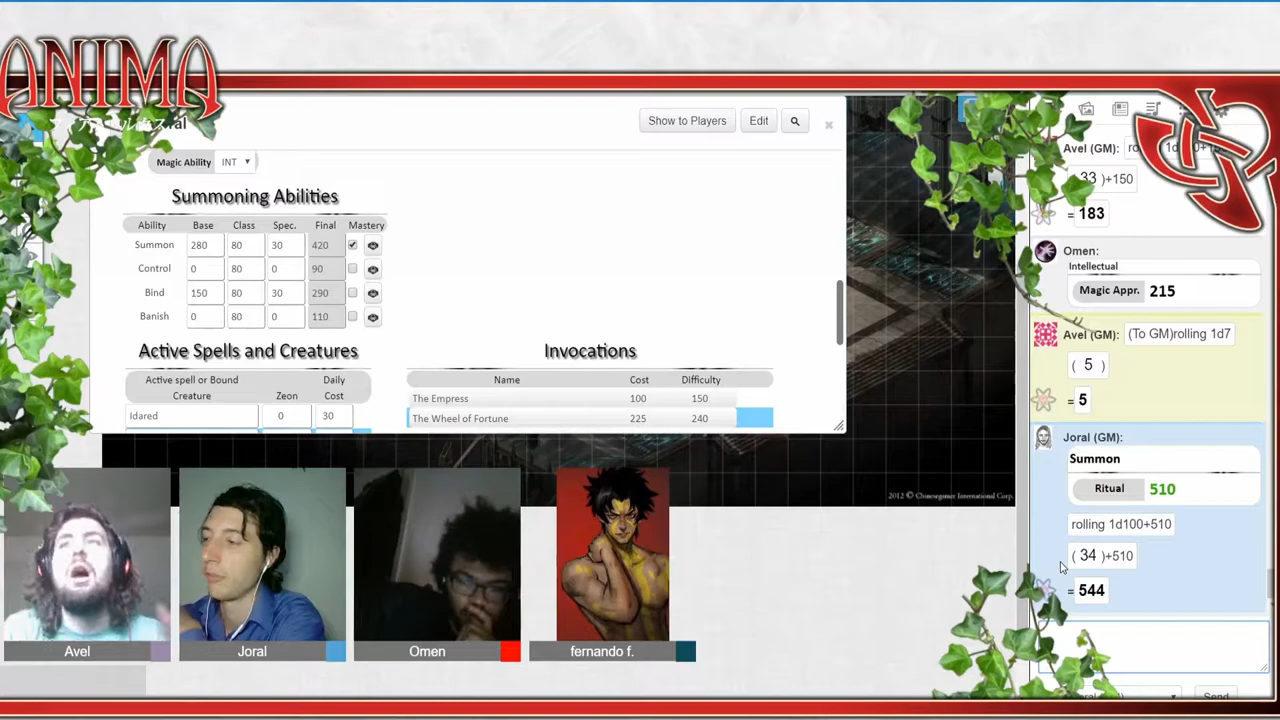 ANIMA
al
Show to Players
Edit
×
Magic Ability INT ▼
Summoning Abilities
Ability Base Class Spec. Final Mastery
Summon 280 80 30 420
Control 0 80 0 90
Bind 150 80 30 290
Banish 0 80 0 110
Active Spells and Creatures
Active spell or Bound Creature Zeon Daily Cost
Idared 0 30
Invocations
Name Cost Difficulty
The Empress 100 150
The Wheel of Fortune 225 240
2012 © Chinesegamer International Corp.
Avel (GM):
33 )+150
= 183
Omen:
Intellectual
Magic Appr. 215
Avel (GM): (To GM)rolling 1d7
( 5 )
= 5
Joral (GM):
Summon
Ritual 510
rolling 1d100+510
( 34 )+510
= 544
Send
Avel
Joral
Omen
fernando f.